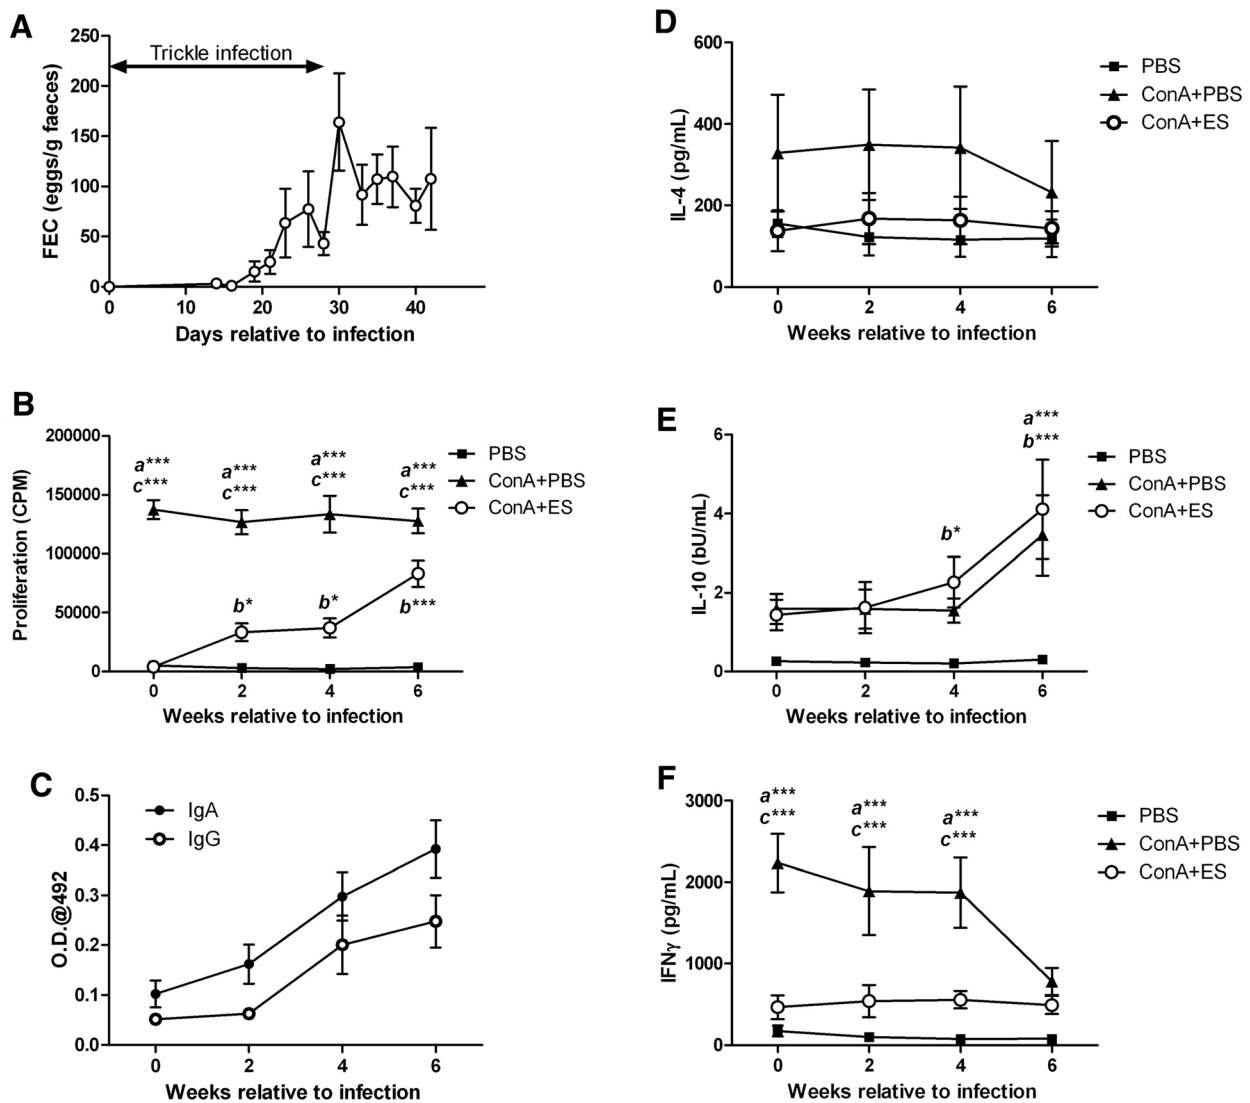 A
250
200
150
100
50
0
FEC (eggs/g faeces)
Trickle infection
0 10 20 30 40
Days relative to infection
B
200000
150000
100000
50000
0
Proliferation (CPM)
a*** a*** a*** a***
c*** c*** c*** c***
b* b* b***
PBS
ConA+PBS
ConA+ES
0 2 4 6
Weeks relative to infection
C
0.5
0.4
0.3
0.2
0.1
0.0
O.D.@492
IgA
IgG
0 2 4 6
Weeks relative to infection
D
600
400
200
0
IL-4 (pg/mL)
PBS
ConA+PBS
ConA+ES
0 2 4 6
Weeks relative to infection
E
6
4
2
0
IL-10 (bU/mL)
a***
b***
b*
PBS
ConA+PBS
ConA+ES
0 2 4 6
Weeks relative to infection
F
3000
2000
1000
0
IFNγ (pg/mL)
a*** a*** a***
c*** c*** c***
PBS
ConA+PBS
ConA+ES
0 2 4 6
Weeks relative to infection